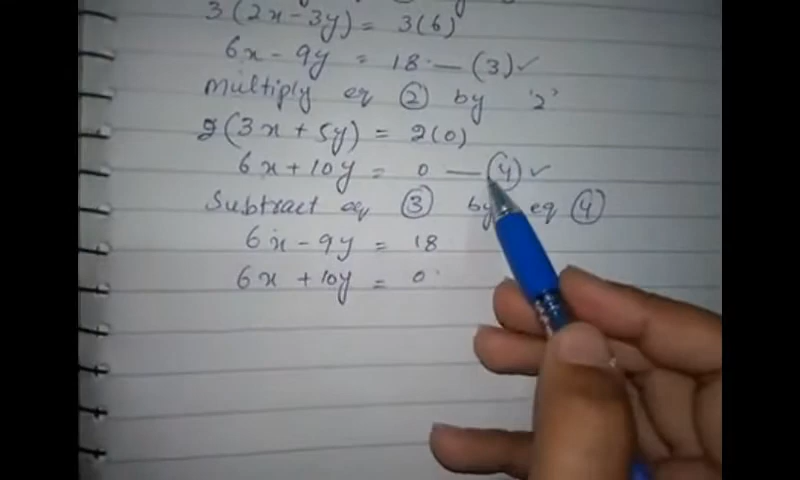 3(2x-3y) = 3(6)
6x - 9y = 18 — (3) ✓
Multiply eq ② by '2'
2(3x + 5y) = 2(0)
6x + 10y = 0 — (4) ✓
Subtract eq ③ by eq ④
6x - 9y = 18
6x + 10y = 0